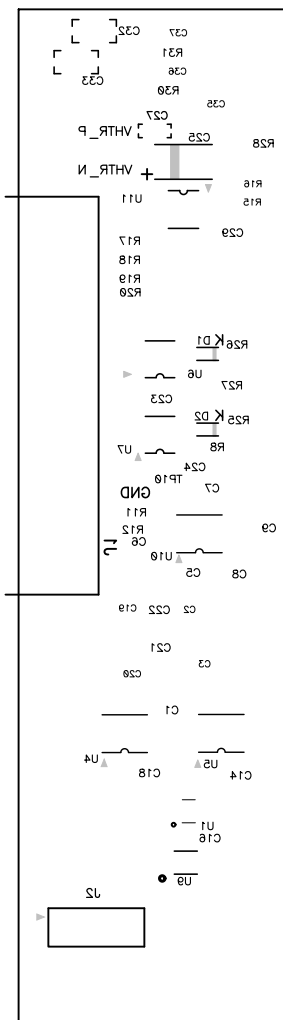 C32
C37
R31
C33
C36
R30
C35
C27
VHTR_P
C25
R28
VHTR_N
+
R16
U11
R15
C29
R17
R18
R19
R20
K D1
R26
U6
R27
C23
K D2
R25
U7
R8
C24
TP10
C7
GND
R11
R12
C9
C6
U1
U10
C5
C8
C19
C22
C2
C21
C3
C20
C1
U4
U5
C18
C14
U1
C16
U9
J2